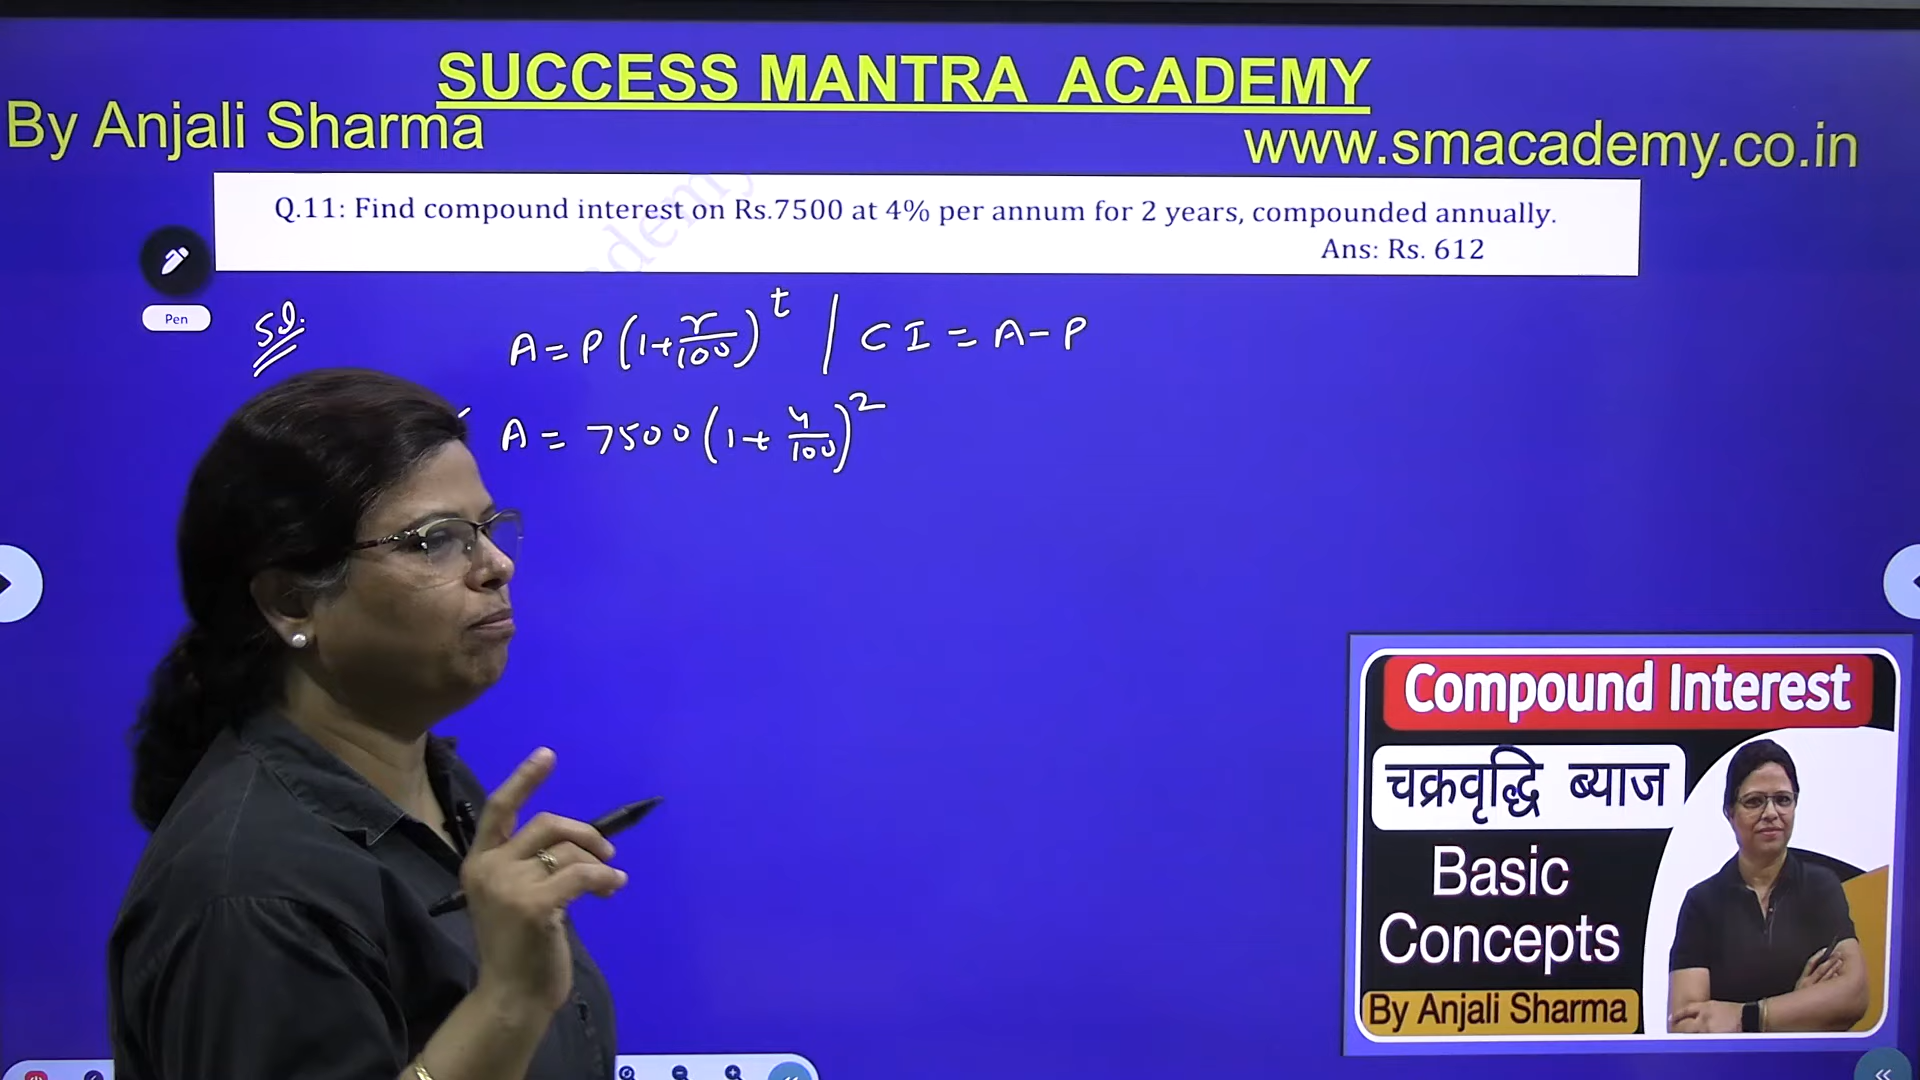 SUCCESS MANTRA ACADEMY
By Anjali Sharma
www.smacademy.co.in
Q.11: Find compound interest on Rs.7500 at 4% per annum for 2 years, compounded annually.
Ans: Rs. 612
ademy
Pen
Sol.
A = P(1+r/100)^t | CI = A-P
A = 7500(1+4/100)^2
Compound Interest
चक्रवृद्धि ब्याज
Basic
Concepts
By Anjali Sharma